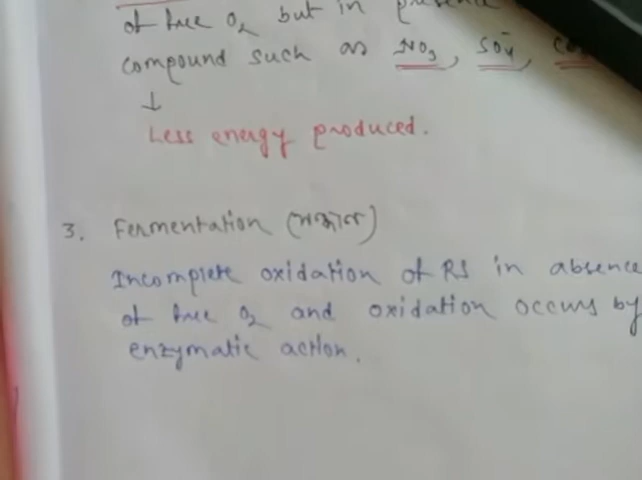 of free O₂ but in
compound such as NO₃, SO₄,
↓
Less energy produced.
3. Fermentation (সন্ধান)
Incomplete oxidation of RS in absence
of free O₂ and oxidation occurs by
enzymatic action.